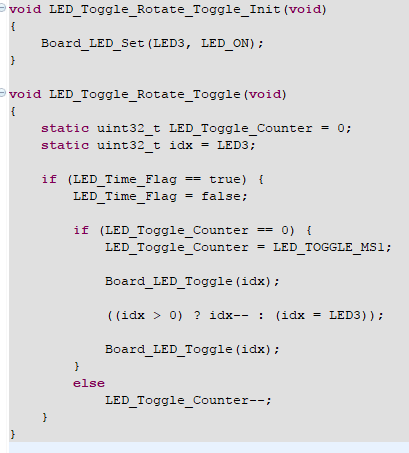 void LED_Toggle_Rotate_Toggle_Init(void)
{
    Board_LED_Set(LED3, LED_ON);
}

void LED_Toggle_Rotate_Toggle(void)
{
    static uint32_t LED_Toggle_Counter = 0;
    static uint32_t idx = LED3;

    if (LED_Time_Flag == true) {
        LED_Time_Flag = false;

        if (LED_Toggle_Counter == 0) {
            LED_Toggle_Counter = LED_TOGGLE_MS1;

            Board_LED_Toggle(idx);

            ((idx > 0) ? idx-- : (idx = LED3));

            Board_LED_Toggle(idx);
        }
        else
            LED_Toggle_Counter--;
    }
}